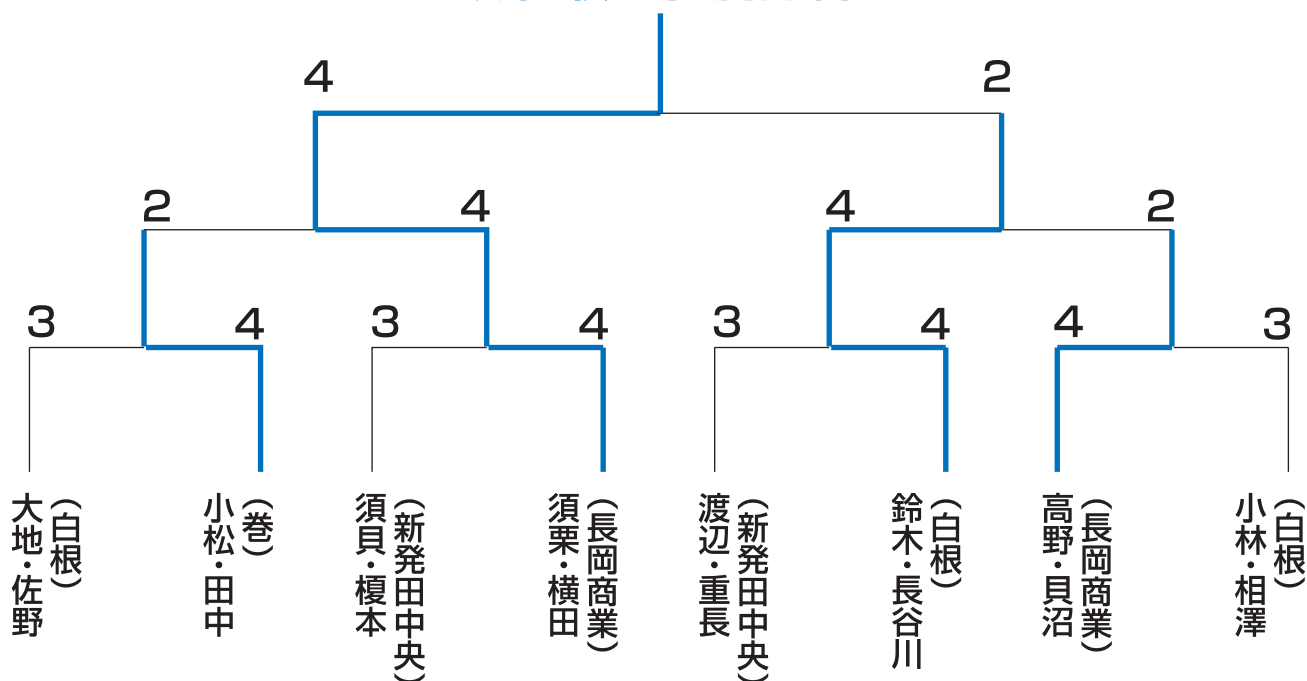 4
2
2
4
4
2
3
4
3
4
3
4
4
3
大地・佐野
(白根)
小松・田中
(巻)
須貝・榎本
(新発田中央)
須栗・横田
(長岡商業)
渡辺・重長
(新発田中央)
鈴木・長谷川
(白根)
高野・貝沼
(長岡商業)
小林・相澤
(白根)